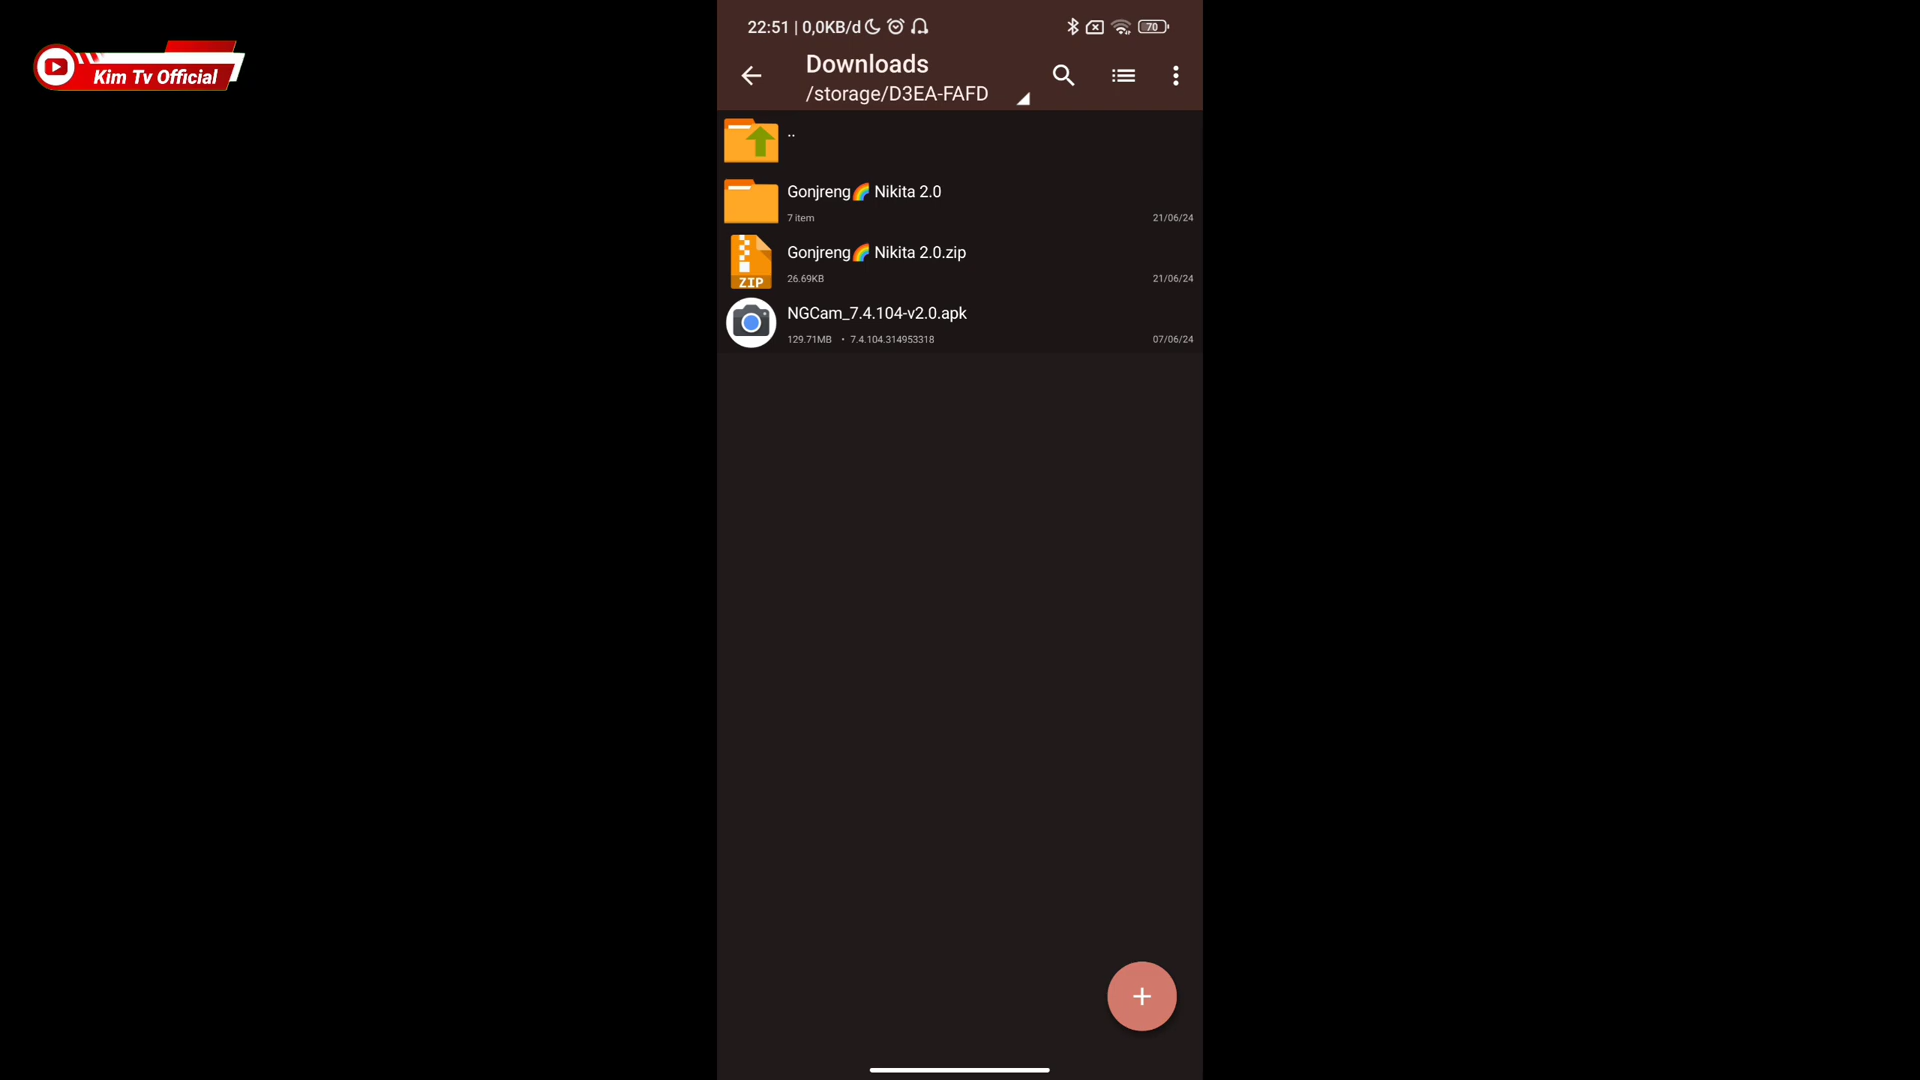 Kim Tv Official
22:51 | 0,0KB/d
70
Downloads
/storage/D3EA-FAFD
..
Gonjreng🌈 Nikita 2.0
7 item
21/06/24
Gonjreng🌈 Nikita 2.0.zip
ZIP
26.69KB
21/06/24
NGCam_7.4.104-v2.0.apk
129.71MB • 7.4.104.314953318
07/06/24